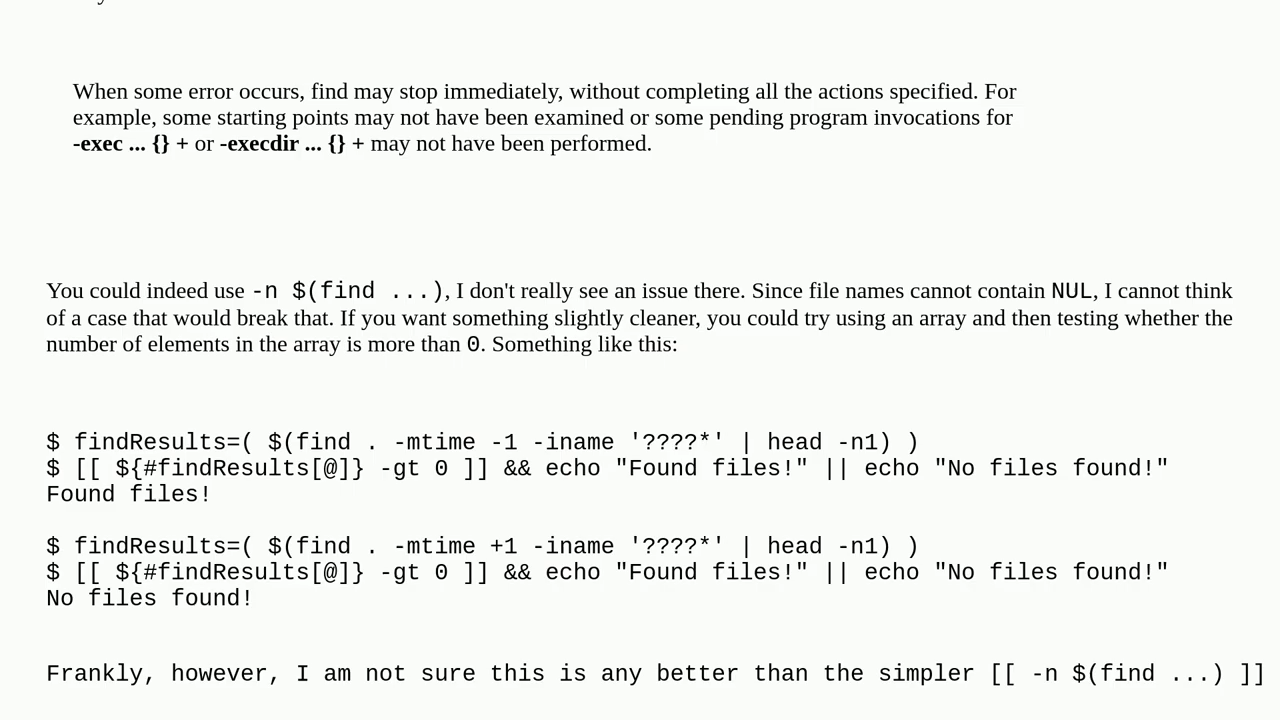 When some error occurs, find may stop immediately, without completing all the actions specified. For
example, some starting points may not have been examined or some pending program invocations for
-exec ... {} + or -execdir ... {} + may not have been performed.
You could indeed use -n $(find ...), I don't really see an issue there. Since file names cannot contain NUL, I cannot think
of a case that would break that. If you want something slightly cleaner, you could try using an array and then testing whether the
number of elements in the array is more than 0. Something like this:
$ findResults=( $(find . -mtime -1 -iname '????*' | head -n1) )
$ [[ ${#findResults[@]} -gt 0 ]] && echo "Found files!" || echo "No files found!"
Found files!
$ findResults=( $(find . -mtime +1 -iname '????*' | head -n1) )
$ [[ ${#findResults[@]} -gt 0 ]] && echo "Found files!" || echo "No files found!"
No files found!
Frankly, however, I am not sure this is any better than the simpler [[ -n $(find ...) ]]